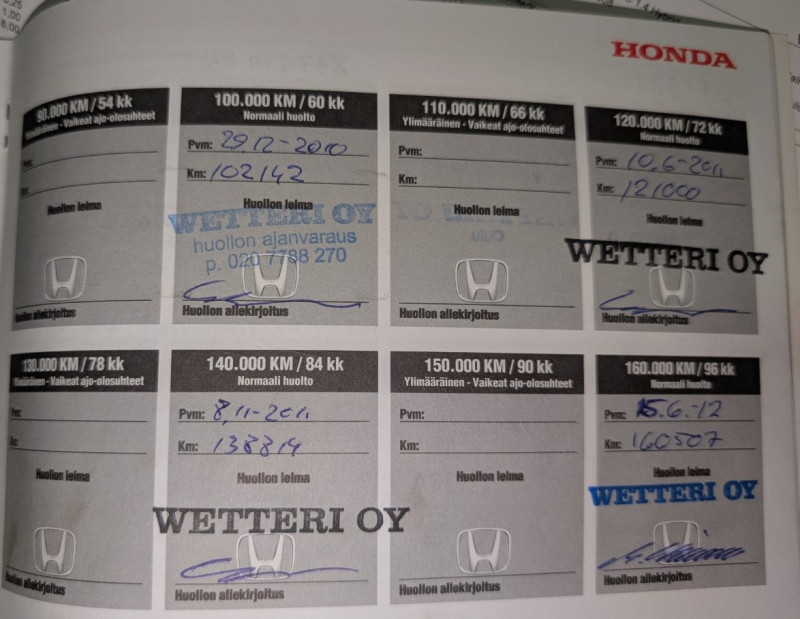 HONDA
90.000 KM / 54 kk
Ylimääräinen - Vaikeat ajo-olosuhteet
Pvm:
Km:
Huollon leima
Huollon allekirjoitus
100.000 KM / 60 kk
Normaali huolto
Pvm: 29.12-2010
Km: 102142
Huollon leima
WETTERI OY
huollon ajanvaraus
p. 020 7788 270
Huollon allekirjoitus
110.000 KM / 66 kk
Ylimääräinen - Vaikeat ajo-olosuhteet
Pvm:
Km:
Huollon leima
Huollon allekirjoitus
120.000 KM / 72 kk
Normaali huolto
Pvm: 10.6-2011
Km: 121000
Huollon leima
WETTERI OY
Huollon allekirjoitus
130.000 KM / 78 kk
Ylimääräinen - Vaikeat ajo-olosuhteet
Pvm:
Km:
Huollon leima
Huollon allekirjoitus
140.000 KM / 84 kk
Normaali huolto
Pvm: 8.11-2011
Km: 138814
Huollon leima
WETTERI OY
Huollon allekirjoitus
150.000 KM / 90 kk
Ylimääräinen - Vaikeat ajo-olosuhteet
Pvm:
Km:
Huollon leima
Huollon allekirjoitus
160.000 KM / 96 kk
Normaali huolto
Pvm: 15.6.-12
Km: 160507
Huollon leima
WETTERI OY
Huollon allekirjoitus